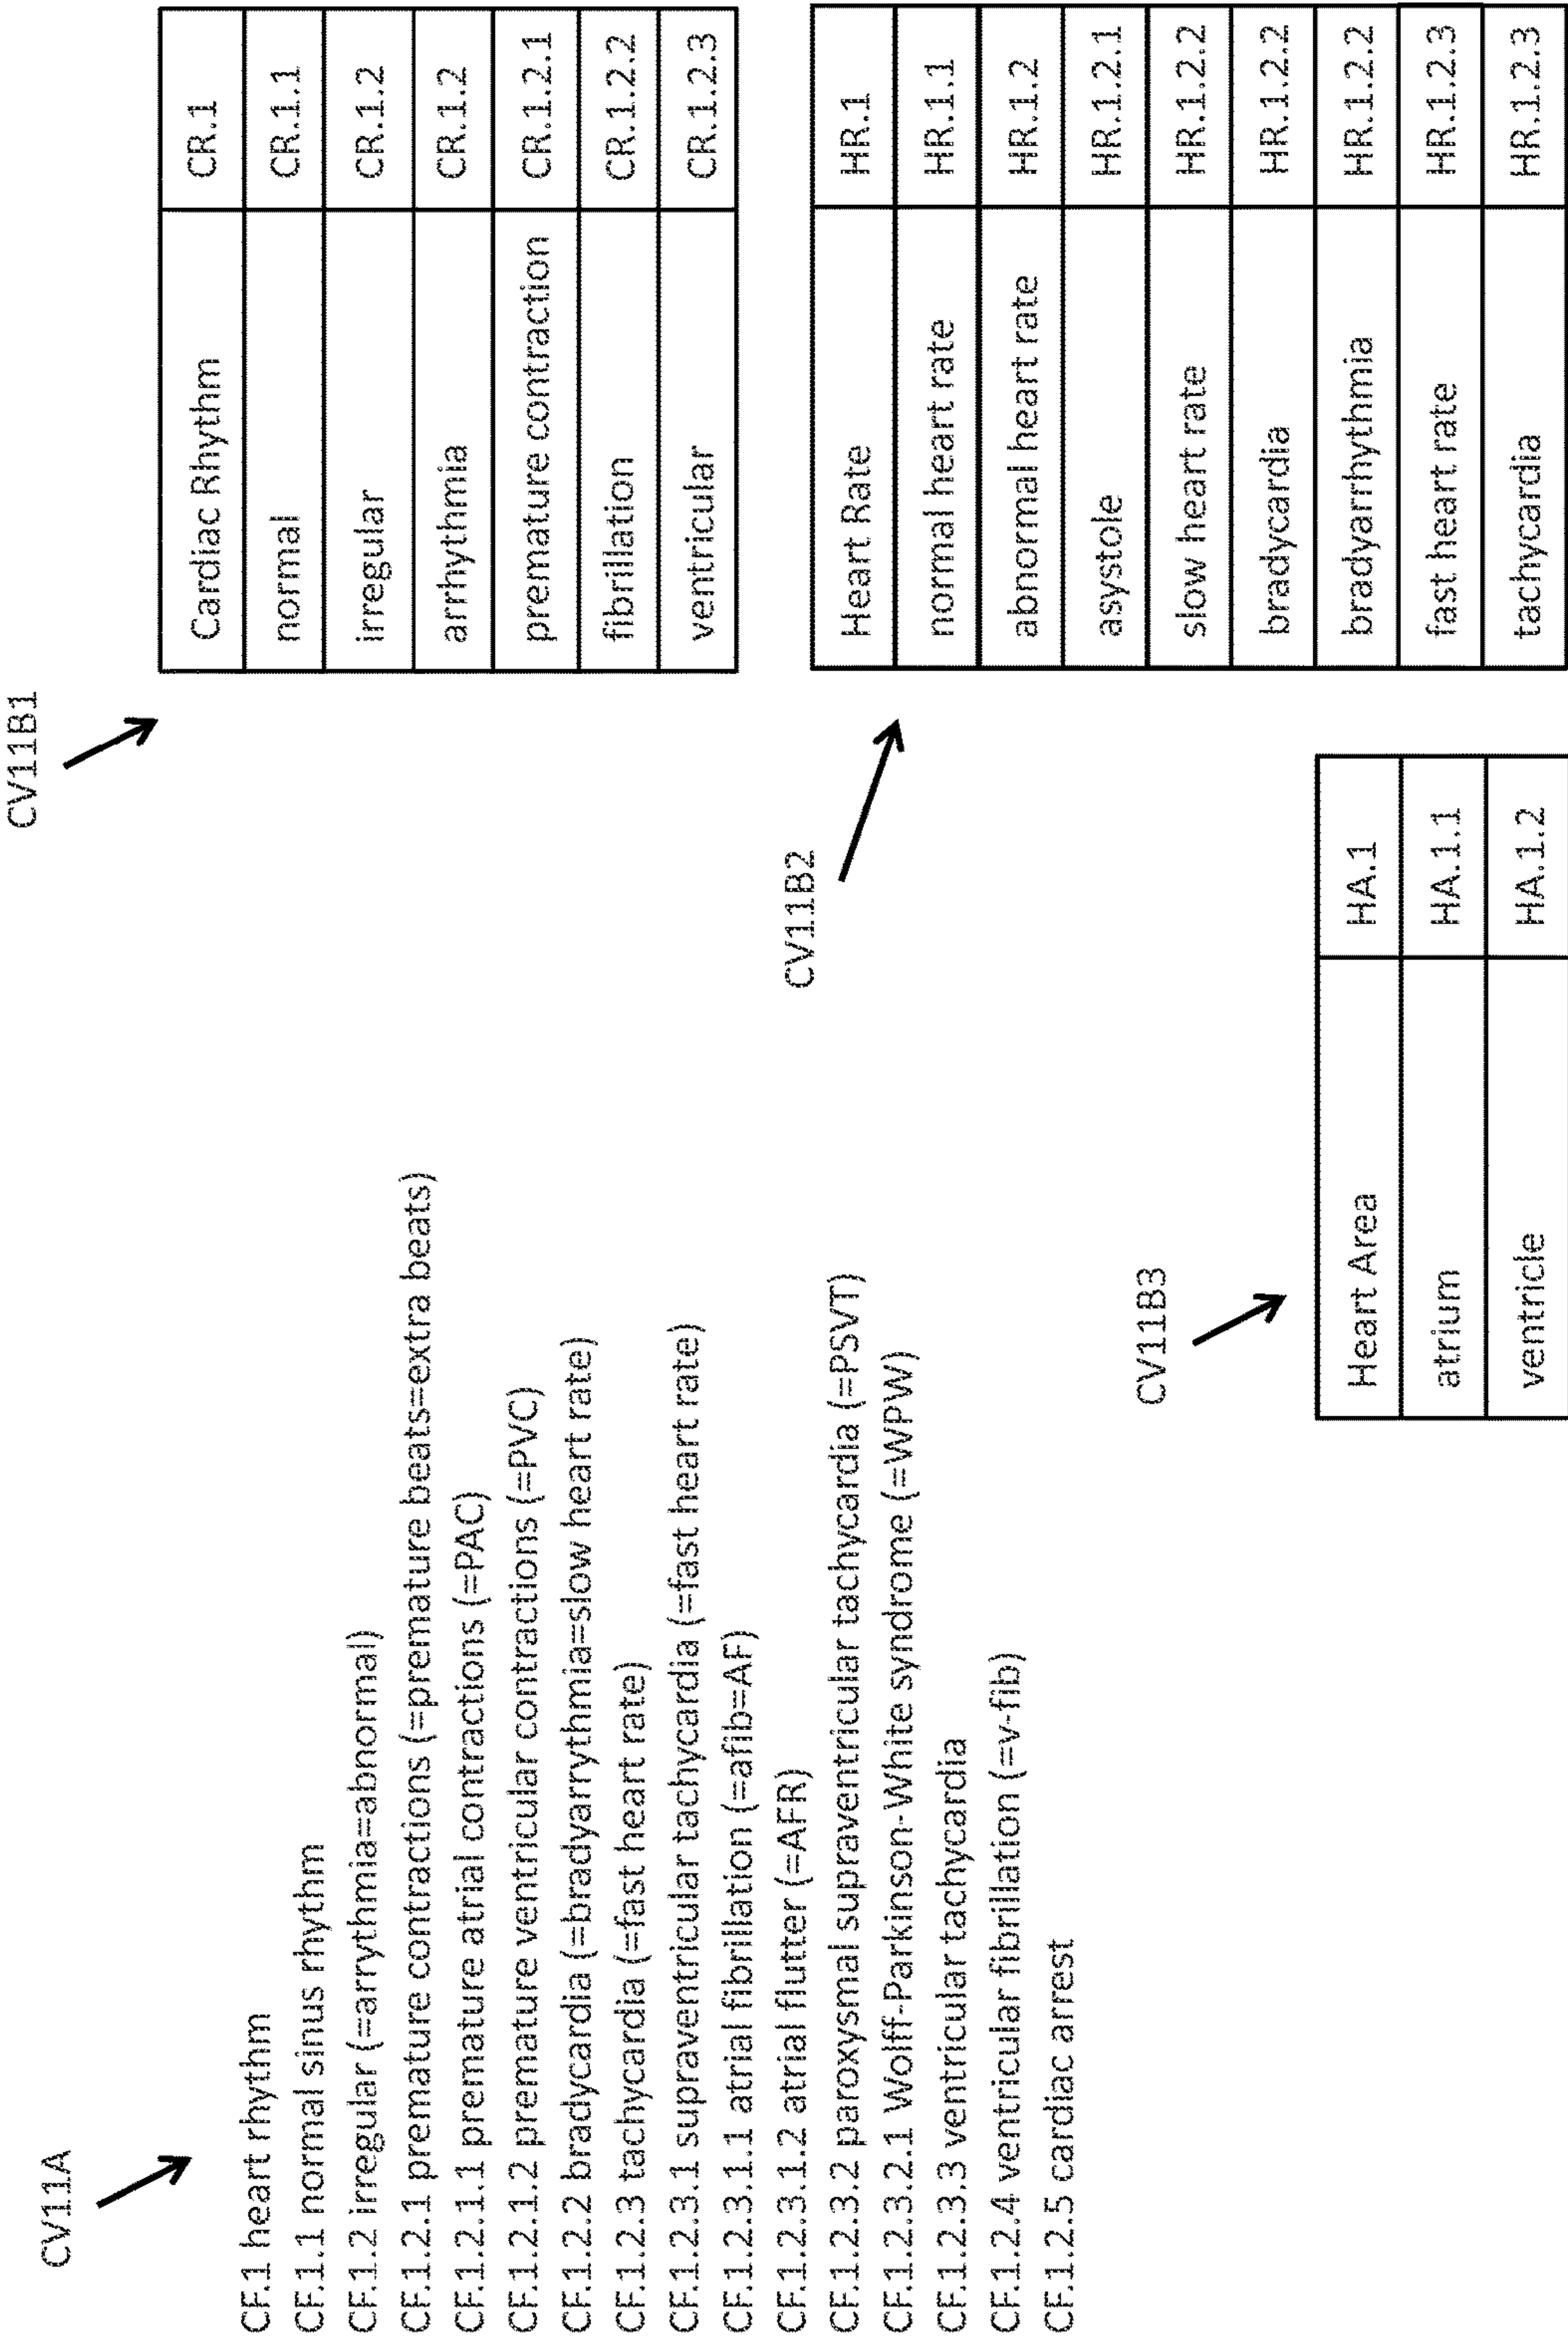 CV11A
CF.1 heart rhythm
CF.1.1 normal sinus rhythm
CF.1.2 irregular (=arrythmia=abnormal)
CF.1.2.1 premature contractions (=premature beats=extra beats)
CF.1.2.1.1 premature atrial contractions (=PAC)
CF.1.2.1.2 premature ventricular contractions (=PVC)
CF.1.2.2 bradycardia (=bradyarrythmia=slow heart rate)
CF.1.2.3 tachycardia (=fast heart rate)
CF.1.2.3.1 supraventricular tachycardia (=fast heart rate)
CF.1.2.3.1.1 atrial fibrillation (=afib=AF)
CF.1.2.3.1.2 atrial flutter (=AFR)
CF.1.2.3.2 paroxysmal supraventricular tachycardia (=PSVT)
CF.1.2.3.2.1 Wolff-Parkinson-White syndrome (=WPW)
CF.1.2.3.3 ventricular tachycardia
CF.1.2.4 ventricular fibrillation (=v-fib)
CF.1.2.5 cardiac arrest
CV11B1
Cardiac Rhythm CR.1
normal CR.1.1
irregular CR.1.2
arrhythmia CR.1.2
premature contraction CR.1.2.1
fibrillation CR.1.2.2
ventricular CR.1.2.3
CV11B2
Heart Rate HR.1
normal heart rate HR.1.1
abnormal heart rate HR.1.2
asystole HR.1.2.1
slow heart rate HR.1.2.2
bradycardia HR.1.2.2
bradyarrhythmia HR.1.2.2
fast heart rate HR.1.2.3
tachycardia HR.1.2.3
CV11B3
Heart Area HA.1
atrium HA.1.1
ventricle HA.1.2